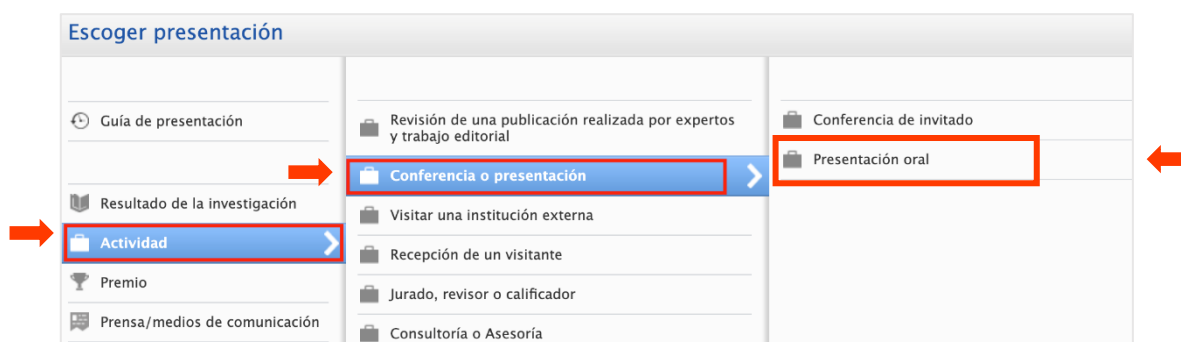 Escoger presentación
Guía de presentación
Resultado de la investigación
Actividad
Premio
Prensa/medios de comunicación
Revisión de una publicación realizada por expertos
y trabajo editorial
Conferencia o presentación
Visitar una institución externa
Recepción de un visitante
Jurado, revisor o calificador
Consultoría o Asesoría
Conferencia de invitado
Presentación oral